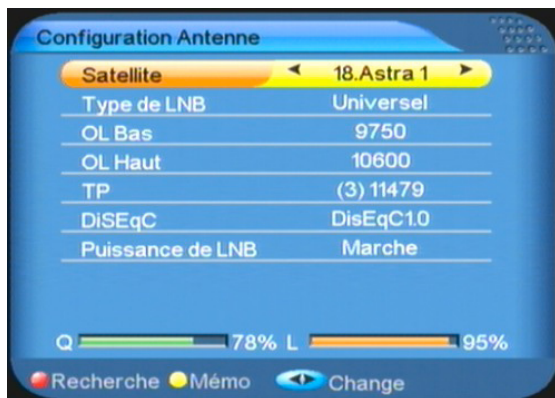 Configuration Antenne
Satellite 18.Astra 1
Type de LNB Universel
OL Bas 9750
OL Haut 10600
TP (3) 11479
DiSEqC DisEqC1.0
Puissance de LNB Marche
Q 78% L 95%
Recherche Mémo Change